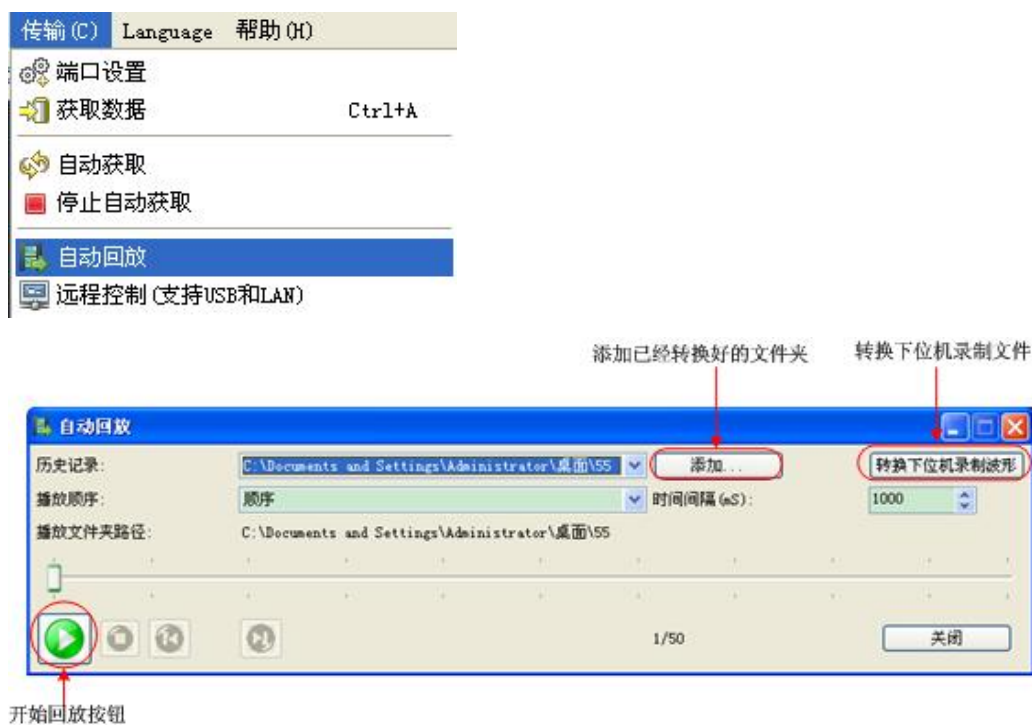 传输(C) Language 帮助(H)
端口设置
获取数据 Ctrl+A
自动获取
停止自动获取
自动回放
远程控制(支持USB和LAN)
添加已经转换好的文件夹 转换下位机录制文件
自动回放
历史记录: C:\Documents and Settings\Administrator\桌面\55 添加... 转换下位机录制波形
播放顺序: 顺序 时间间隔(mS): 1000
播放文件夹路径: C:\Documents and Settings\Administrator\桌面\55
1/50 关闭
开始回放按钮